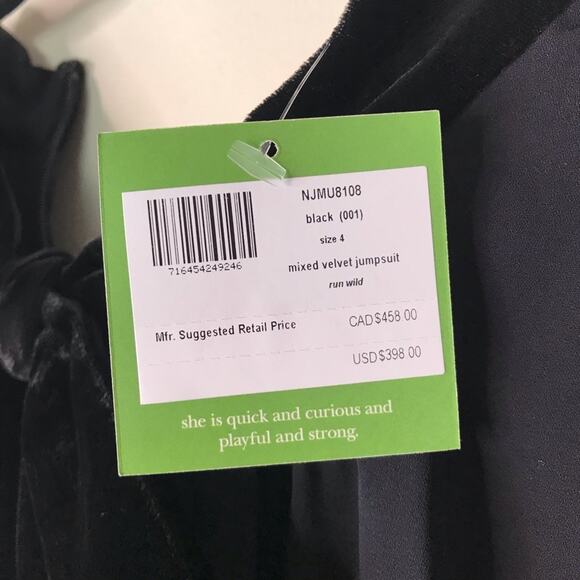 NJMU8108
black (001)
size 4
716454249246
mixed velvet jumpsuit
run wild
Mfr. Suggested Retail Price CAD$458.00
USD$398.00
she is quick and curious and
playful and strong.